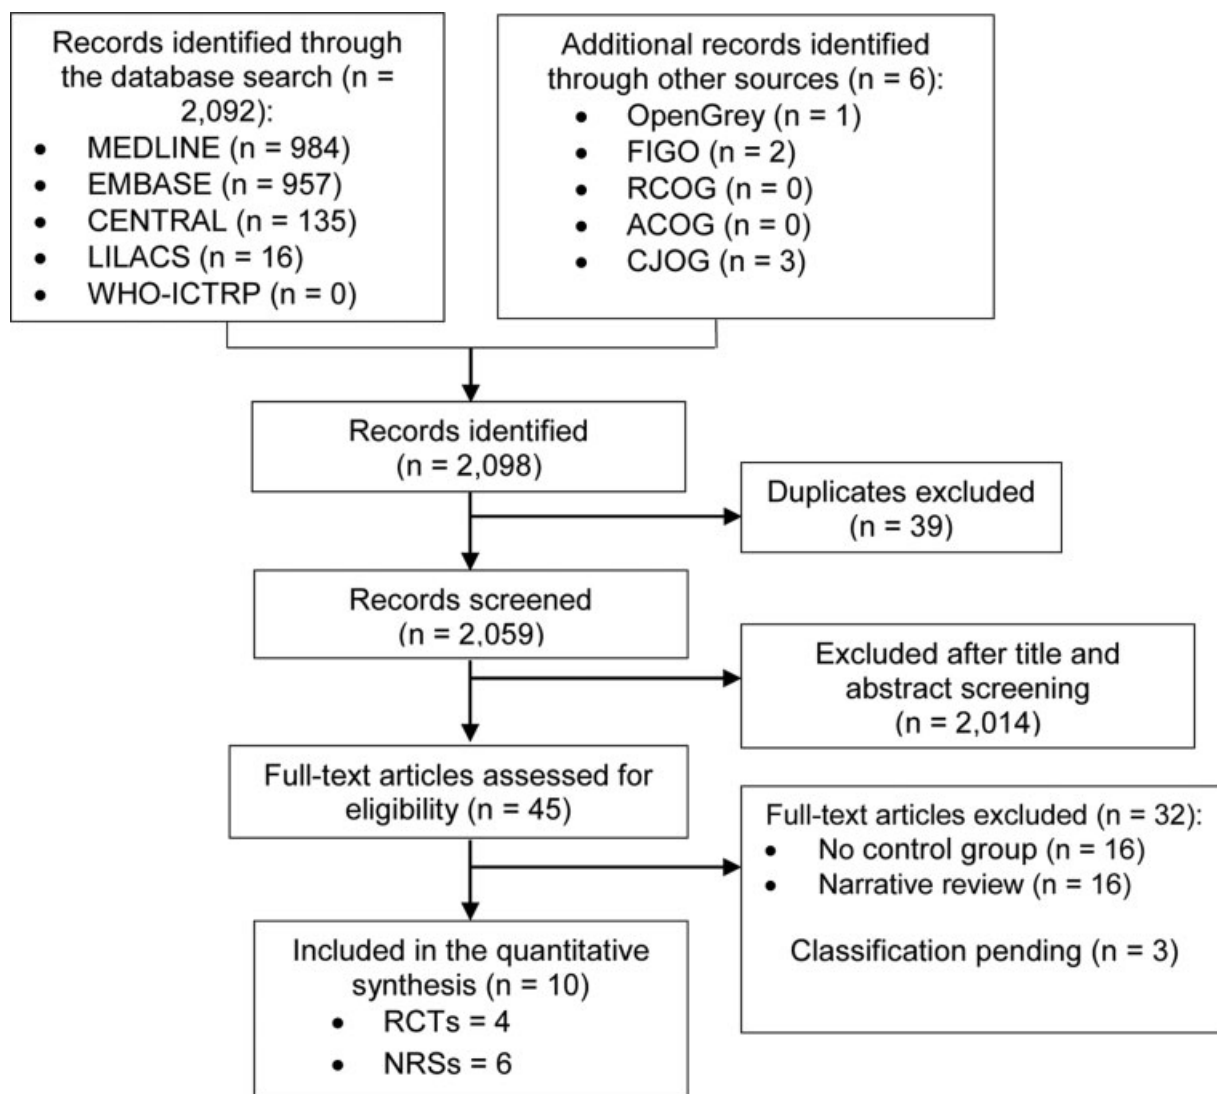 Records identified through
the database search (n =
2,092):
• MEDLINE (n = 984)
• EMBASE (n = 957)
• CENTRAL (n = 135)
• LILACS (n = 16)
• WHO-ICTRP (n = 0)
Additional records identified
through other sources (n = 6):
• OpenGrey (n = 1)
• FIGO (n = 2)
• RCOG (n = 0)
• ACOG (n = 0)
• CJOG (n = 3)
Records identified
(n = 2,098)
Duplicates excluded
(n = 39)
Records screened
(n = 2,059)
Excluded after title and
abstract screening
(n = 2,014)
Full-text articles assessed for
eligibility (n = 45)
Full-text articles excluded (n = 32):
• No control group (n = 16)
• Narrative review (n = 16)
Classification pending (n = 3)
Included in the quantitative
synthesis (n = 10)
• RCTs = 4
• NRSs = 6